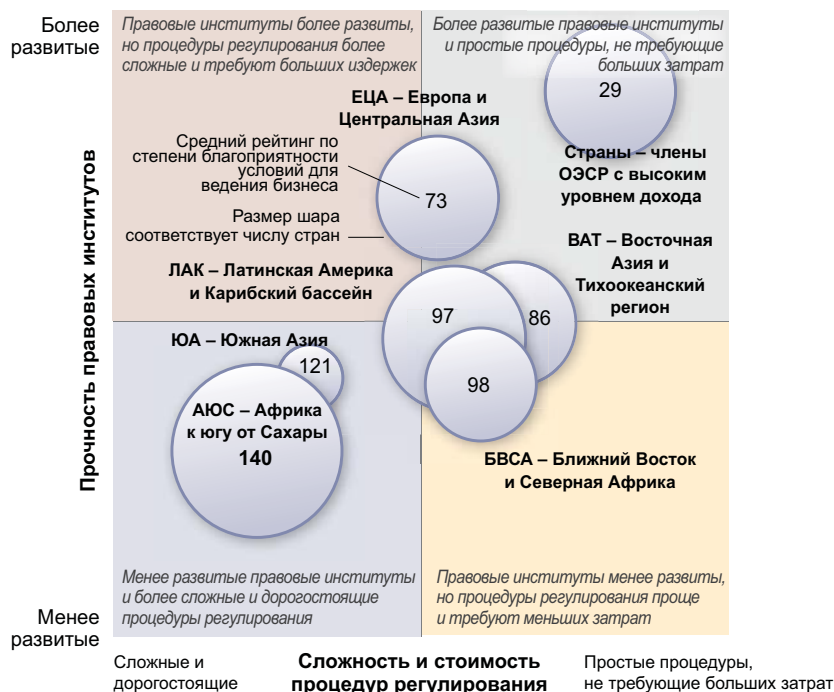 Более
развитые
Правовые институты более развиты,
но процедуры регулирования более
сложные и требуют больших издержек
Более развитые правовые институты
и простые процедуры, не требующие
больших затрат
29
ЕЦА – Европа и
Центральная Азия
Средний рейтинг по
степени благоприятности
условий для
ведения бизнеса
73
Страны – члены
ОЭСР с высоким
уровнем дохода
Размер шара
соответствует числу стран
ЛАК – Латинская Америка
и Карибский бассейн
ВАТ – Восточная
Азия и
Тихоокеанский
регион
97
86
ЮА – Южная Азия
121
98
АЮС – Африка
к югу от Сахары
140
БВСА – Ближний Восток
и Северная Африка
Прочность правовых институтов
Менее развитые правовые институты
и более сложные и дорогостоящие
процедуры регулирования
Правовые институты менее развиты,
но процедуры регулирования проще
и требуют меньших затрат
Менее
развитые
Сложные и
дорогостоящие
Сложность и стоимость
процедур регулирования
Простые процедуры,
не требующие больших затрат